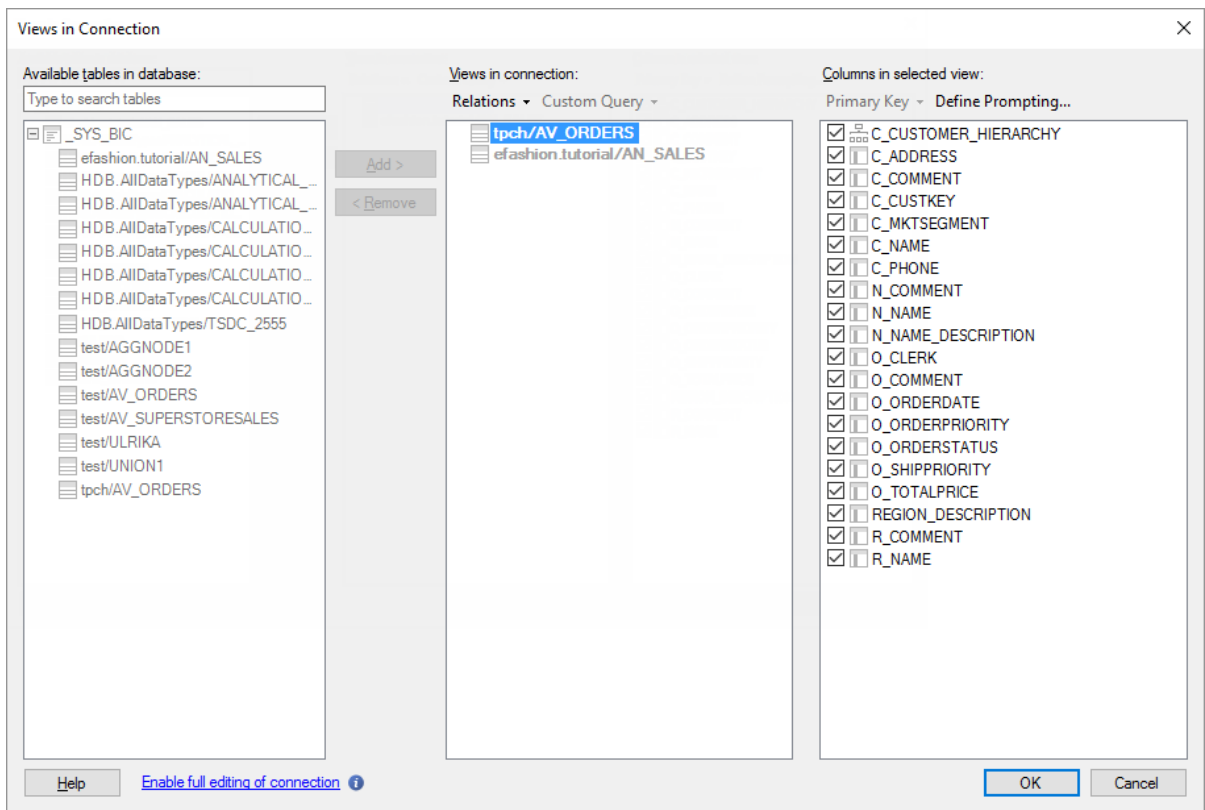 Views in Connection
Available tables in database:
Type to search tables
_SYS_BIC
efashion.tutorial/AN_SALES
HDB.AllDataTypes/ANALYTICAL_...
HDB.AllDataTypes/ANALYTICAL_...
HDB.AllDataTypes/CALCULATIO...
HDB.AllDataTypes/CALCULATIO...
HDB.AllDataTypes/CALCULATIO...
HDB.AllDataTypes/CALCULATIO...
HDB.AllDataTypes/TSDC_2555
test/AGGNODE1
test/AGGNODE2
test/AV_ORDERS
test/AV_SUPERSTORESALES
test/ULRIKA
test/UNION1
tpch/AV_ORDERS
Add >
< Remove
Views in connection:
Relations Custom Query
tpch/AV_ORDERS
efashion.tutorial/AN_SALES
Columns in selected view:
Primary Key Define Prompting...
C_CUSTOMER_HIERARCHY
C_ADDRESS
C_COMMENT
C_CUSTKEY
C_MKTSEGMENT
C_NAME
C_PHONE
N_COMMENT
N_NAME
N_NAME_DESCRIPTION
O_CLERK
O_COMMENT
O_ORDERDATE
O_ORDERPRIORITY
O_ORDERSTATUS
O_SHIPPRIORITY
O_TOTALPRICE
REGION_DESCRIPTION
R_COMMENT
R_NAME
Help
Enable full editing of connection
OK
Cancel